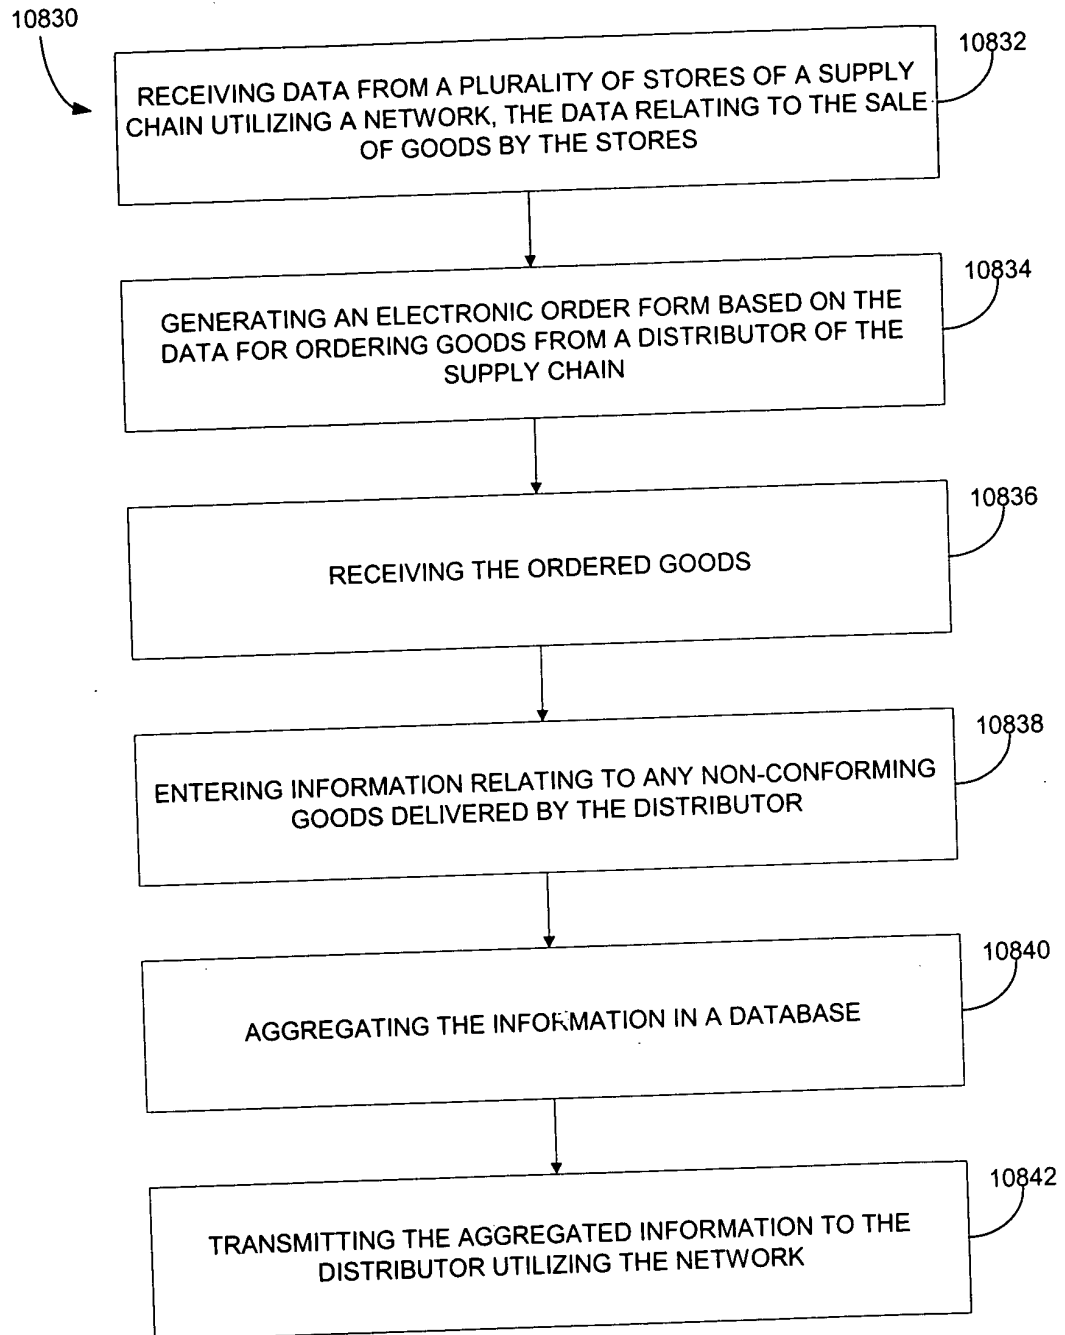 10830
10832
RECEIVING DATA FROM A PLURALITY OF STORES OF A SUPPLY
CHAIN UTILIZING A NETWORK, THE DATA RELATING TO THE SALE
OF GOODS BY THE STORES
10834
GENERATING AN ELECTRONIC ORDER FORM BASED ON THE
DATA FOR ORDERING GOODS FROM A DISTRIBUTOR OF THE
SUPPLY CHAIN
10836
RECEIVING THE ORDERED GOODS
10838
ENTERING INFORMATION RELATING TO ANY NON-CONFORMING
GOODS DELIVERED BY THE DISTRIBUTOR
10840
AGGREGATING THE INFORMATION IN A DATABASE
10842
TRANSMITTING THE AGGREGATED INFORMATION TO THE
DISTRIBUTOR UTILIZING THE NETWORK